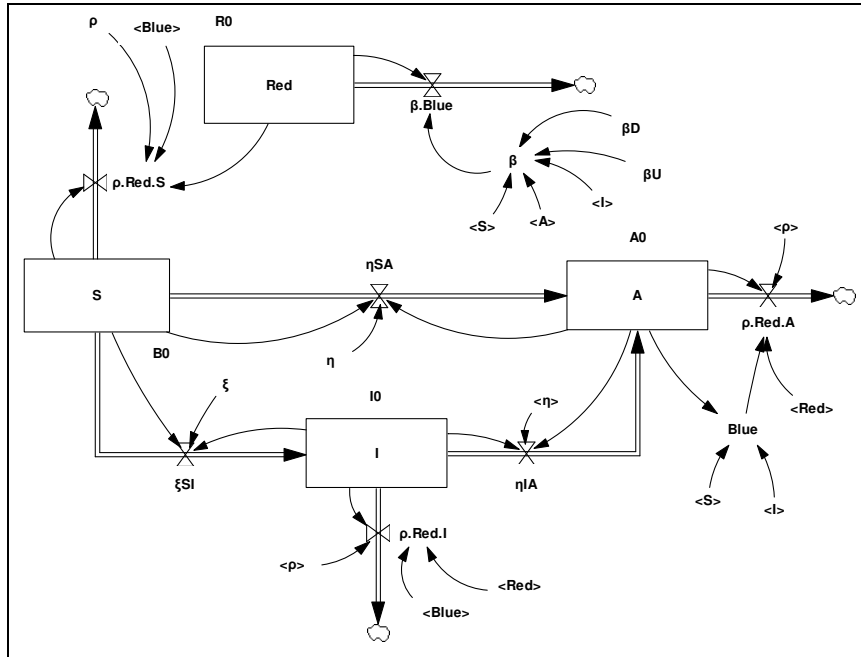 ρ
<Blue>
R0
Red
β.Blue
βD
β
βU
<I>
<S>
<A>
ρ.Red.S
A0
<ρ>
S
ηSA
A
ρ.Red.A
B0
η
ξ
I0
<η>
<Red>
Blue
I
ξSI
ηIA
<S>
<I>
ρ.Red.I
<ρ>
<Red>
<Blue>